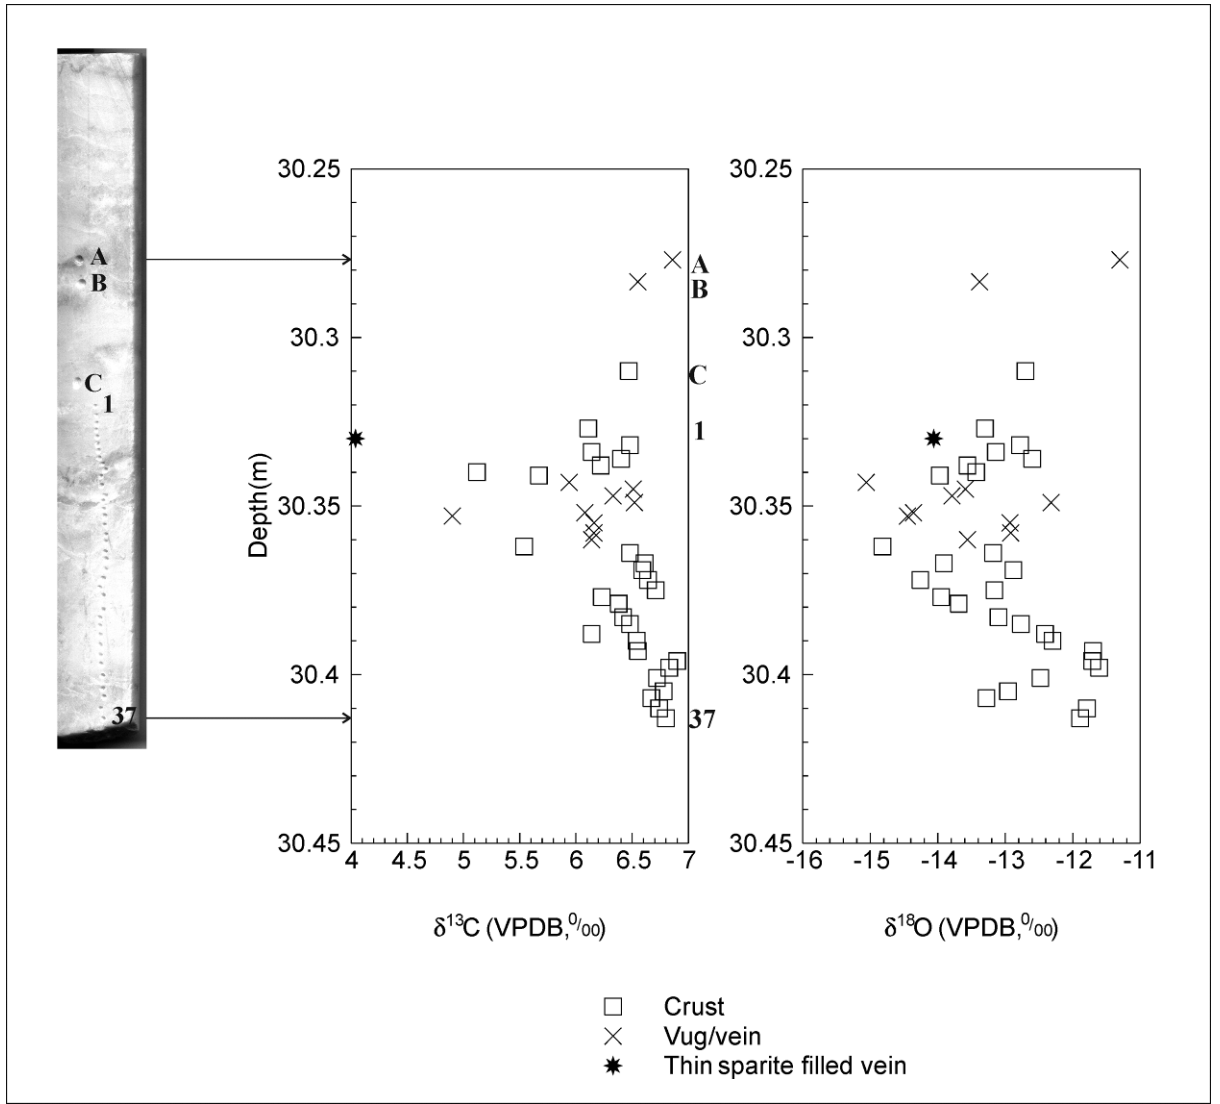 A
B
C
1
37
30.25
30.3
30.35
30.4
30.45
Depth(m)
4 4.5 5 5.5 6 6.5 7
δ¹³C (VPDB,⁰/₀₀)
A
B
C
1
37
30.25
30.3
30.35
30.4
30.45
-16 -15 -14 -13 -12 -11
δ¹⁸O (VPDB,⁰/₀₀)
Crust
Vug/vein
Thin sparite filled vein